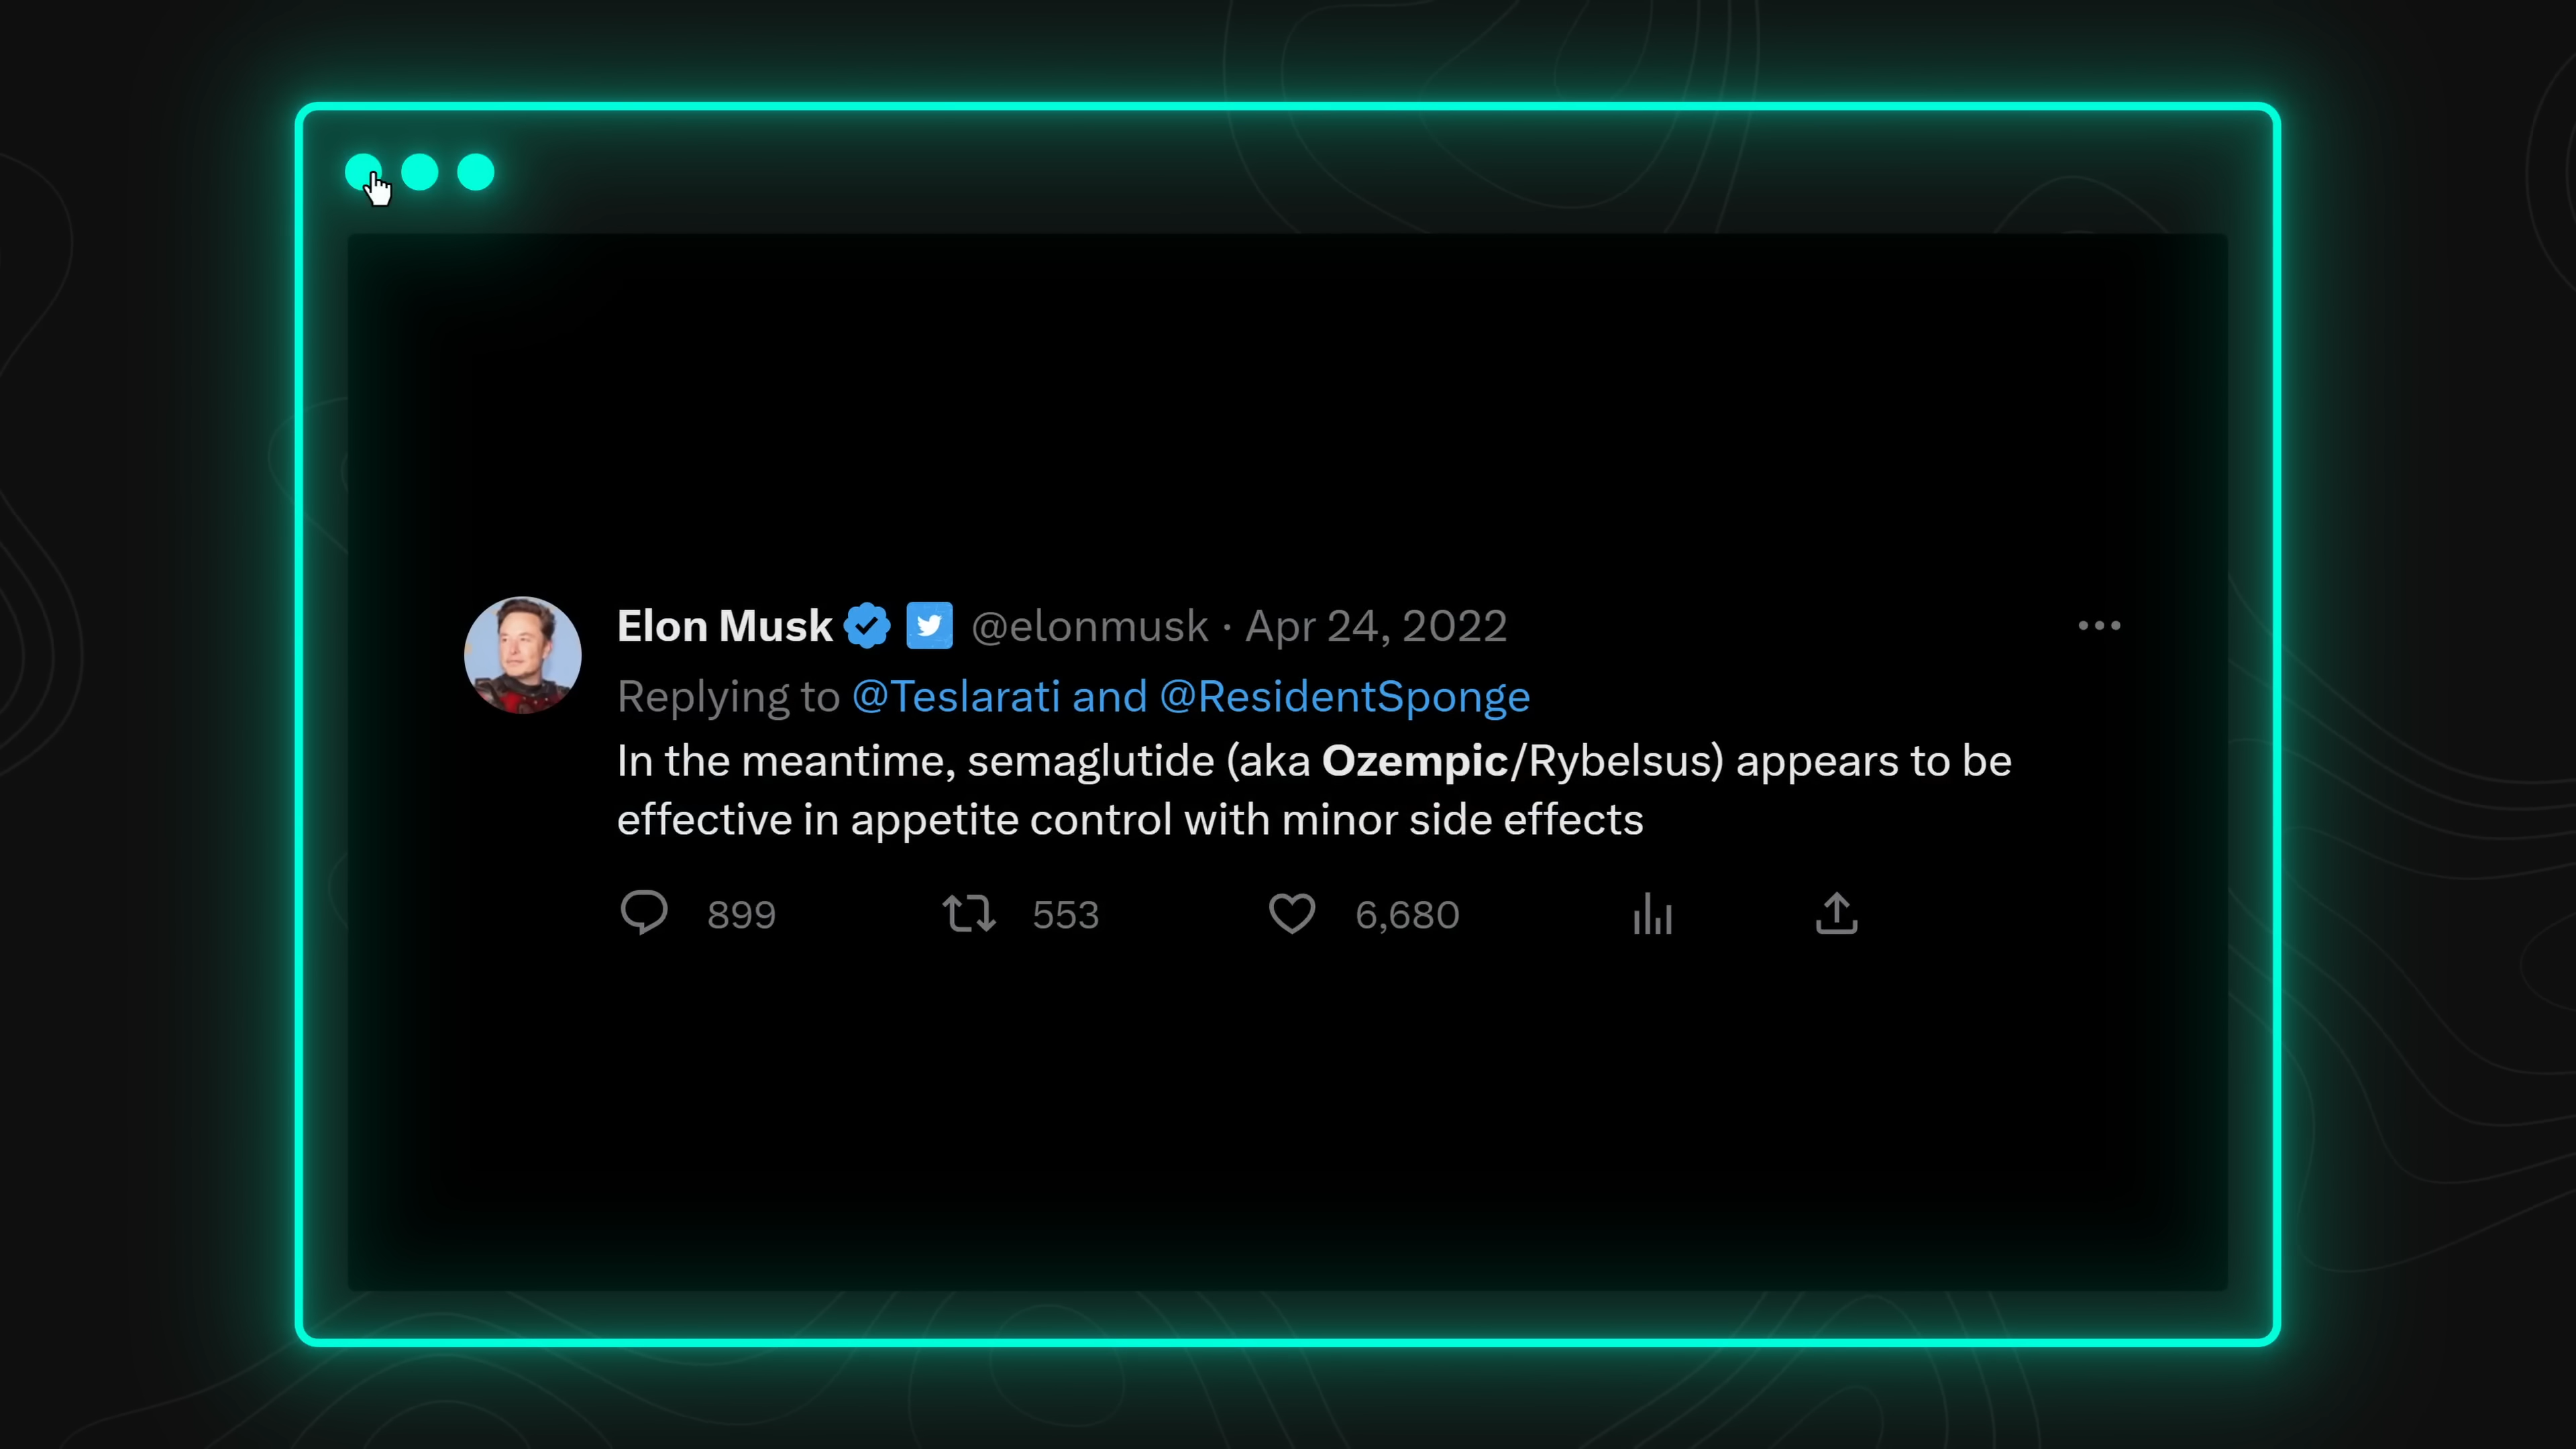 Elon Musk @elonmusk · Apr 24, 2022
Replying to @Teslarati and @ResidentSponge
In the meantime, semaglutide (aka Ozempic/Rybelsus) appears to be
effective in appetite control with minor side effects
899 553 6,680